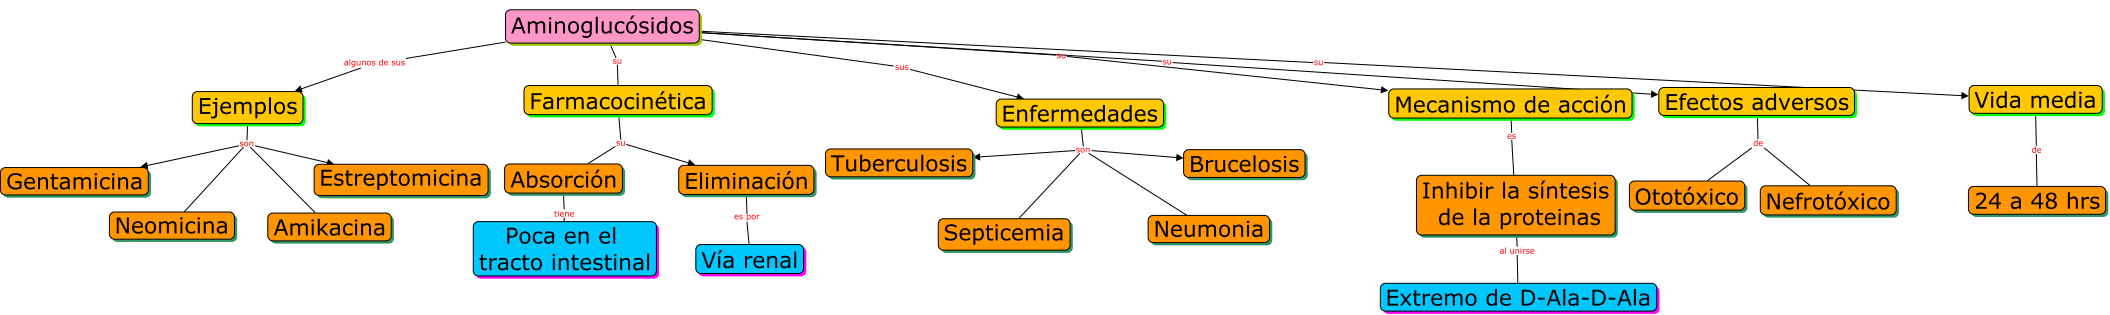 Aminoglucósidos
algunos de sus
su
sus
su
su
su
Ejemplos
Farmacocinética
Enfermedades
Mecanismo de acción
Efectos adversos
Vida media
son
su
son
es
de
de
Gentamicina
Estreptomicina
Neomicina
Amikacina
Absorción
Eliminación
Tuberculosis
Brucelosis
Septicemia
Neumonia
Inhibir la síntesis
de la proteinas
Ototóxico
Nefrotóxico
24 a 48 hrs
tiene
es por
al unirse
Poca en el
tracto intestinal
Vía renal
Extremo de D-Ala-D-Ala